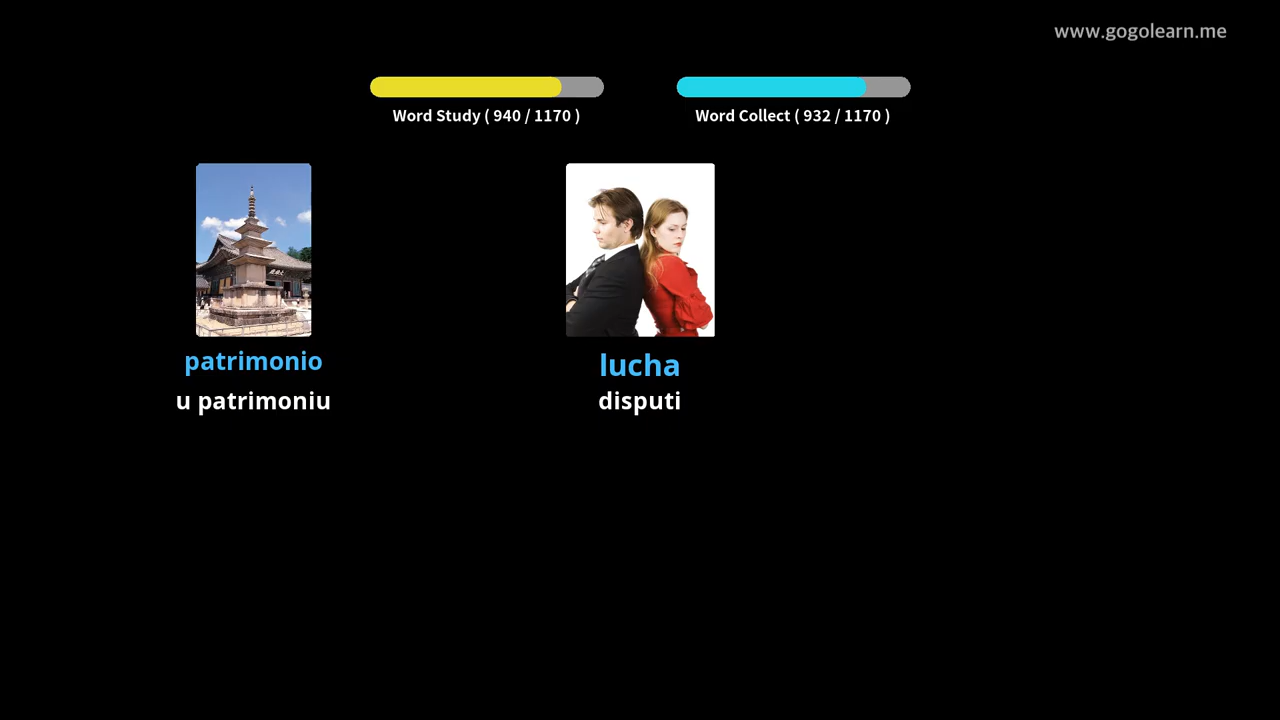 www.gogolearn.me
Word Study ( 940 / 1170 )
Word Collect ( 932 / 1170 )
patrimonio
u patrimoniu
lucha
disputi